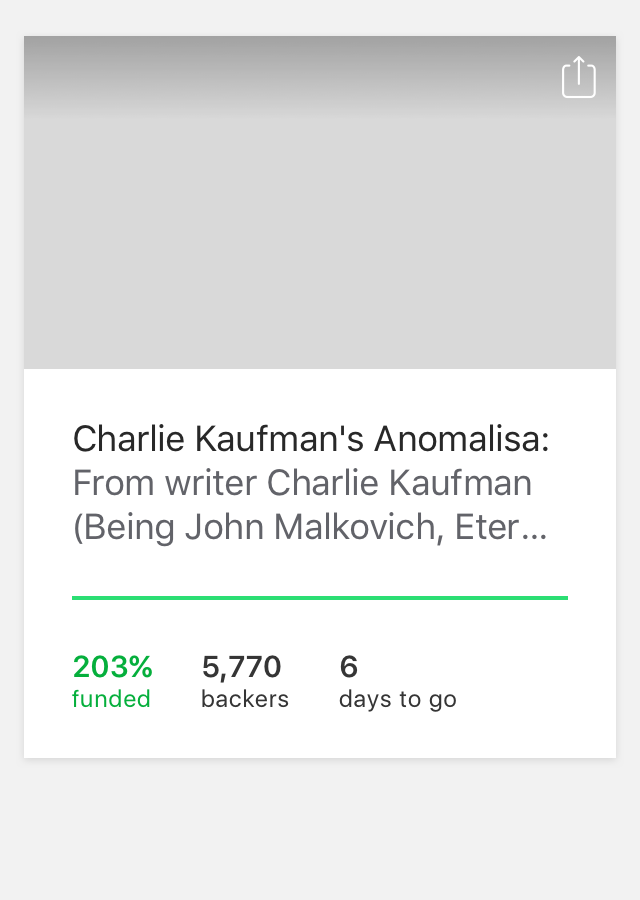 Charlie Kaufman's Anomalisa:
From writer Charlie Kaufman
(Being John Malkovich, Eter...
203% 5,770 6
funded backers days to go